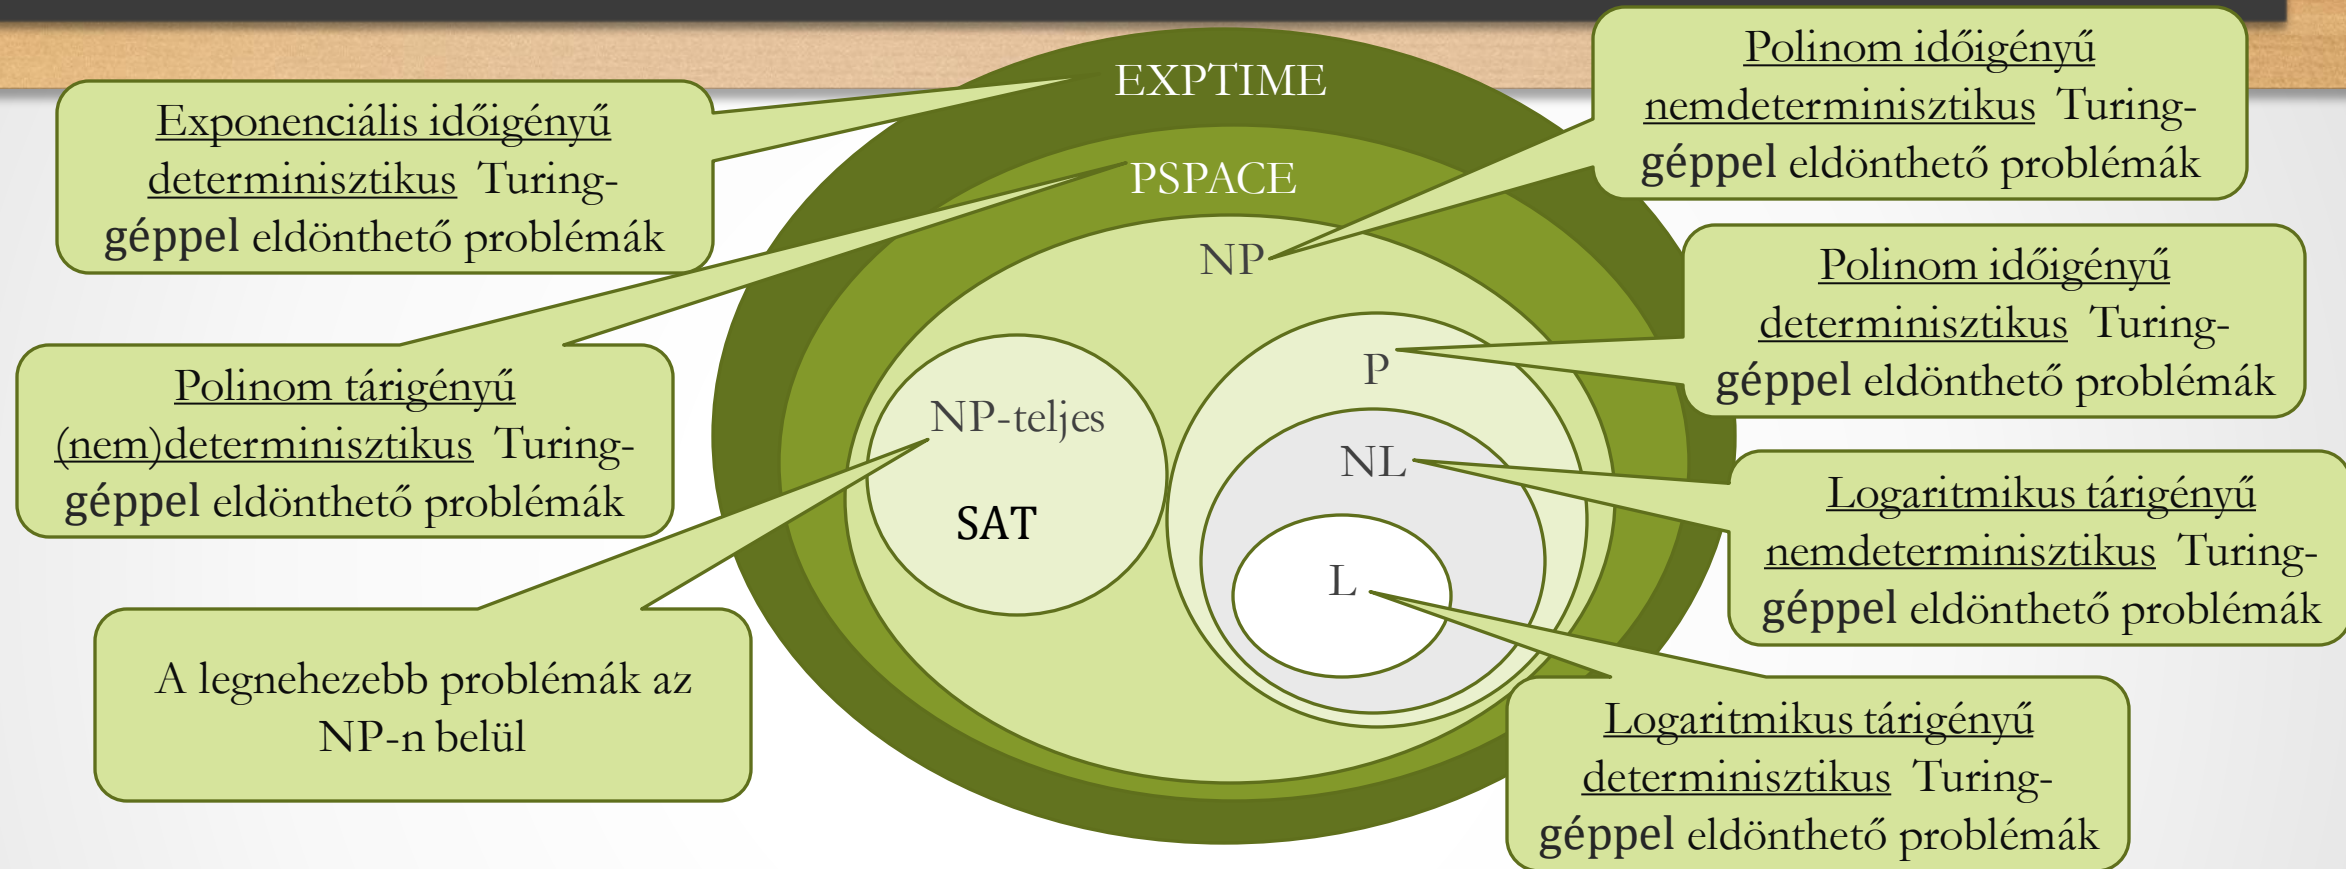 EXPTIME
PSPACE
NP
NP-teljes
SAT
P
NL
L
Exponenciális időigényű
determinisztikus Turing-
géppel eldönthető problémák
Polinom tárigényű
(nem)determinisztikus Turing-
géppel eldönthető problémák
A legnehezebb problémák az
NP-n belül
Polinom időigényű
nemdeterminisztikus Turing-
géppel eldönthető problémák
Polinom időigényű
determinisztikus Turing-
géppel eldönthető problémák
Logaritmikus tárigényű
nemdeterminisztikus Turing-
géppel eldönthető problémák
Logaritmikus tárigényű
determinisztikus Turing-
géppel eldönthető problémák